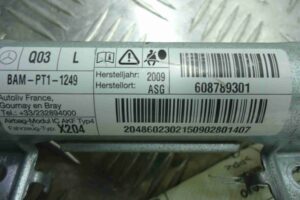 Q03 L
BAM-PT1-1249
Herstelljahr: 2009
Herstellort: ASG
608789301
Autoliv France,
Gournay en Bray
Tel.:+33/232894000
Airbag-Modul IC AKF Typ4
Fahrzeug-Typ: X204
2048602302150902801407